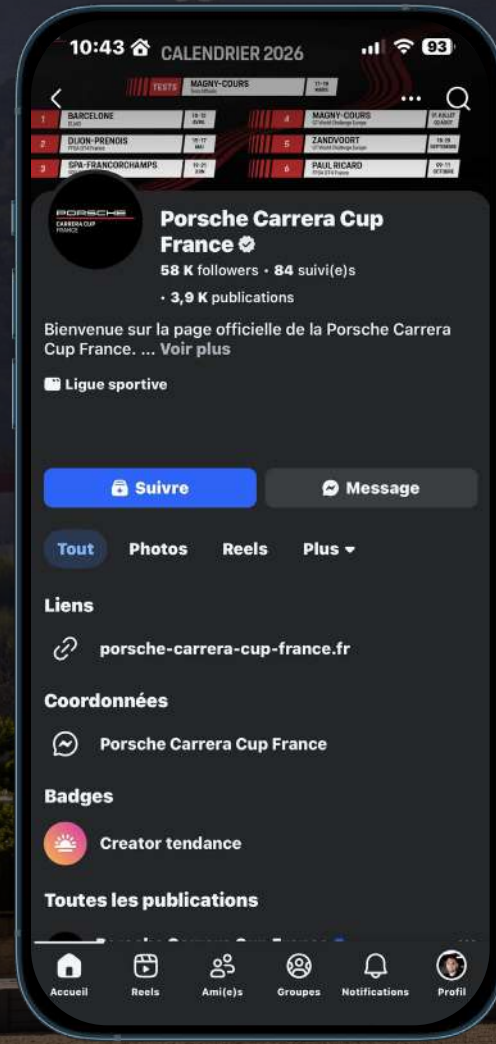 10:43
93
CALENDRIER 2026
TESTS MAGNY-COURS
1 BARCELONE
4 MAGNY-COURS
2 DIJON-PRENOIS
5 ZANDVOORT
3 SPA-FRANCORCHAMPS
6 PAUL RICARD
PORSCHE
CARRERA CUP
FRANCE
Porsche Carrera Cup
France
58 K followers • 84 suivi(e)s
• 3,9 K publications
Bienvenue sur la page officielle de la Porsche Carrera
Cup France. ... Voir plus
Ligue sportive
Suivre
Message
Tout Photos Reels Plus
Liens
porsche-carrera-cup-france.fr
Coordonnées
Porsche Carrera Cup France
Badges
Creator tendance
Toutes les publications
Accueil Reels Ami(e)s Groupes Notifications Profil